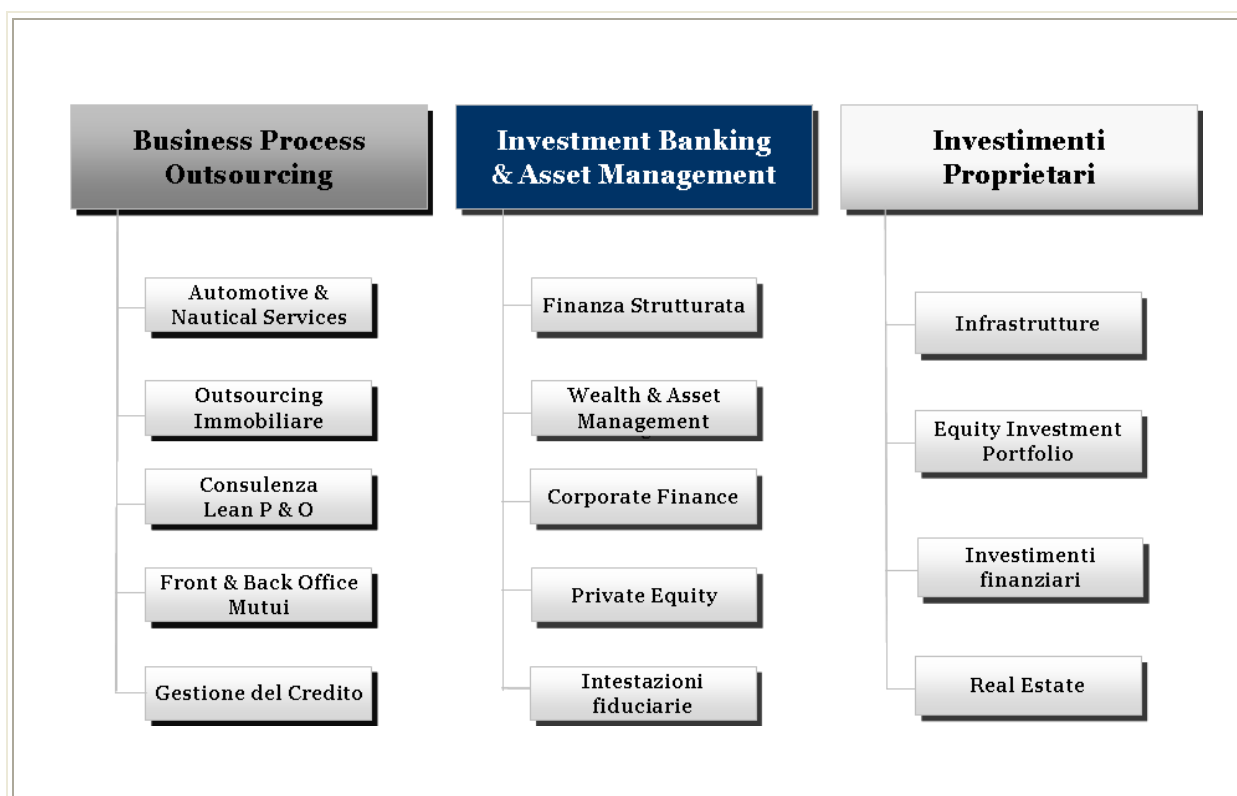 Business Process
Outsourcing
Automotive &
Nautical Services
Outsourcing
Immobiliare
Consulenza
Lean P & O
Front & Back Office
Mutui
Gestione del Credito
Investment Banking
& Asset Management
Finanza Strutturata
Wealth & Asset
Management
Corporate Finance
Private Equity
Intestazioni
fiduciarie
Investimenti
Proprietari
Infrastrutture
Equity Investment
Portfolio
Investimenti
finanziari
Real Estate